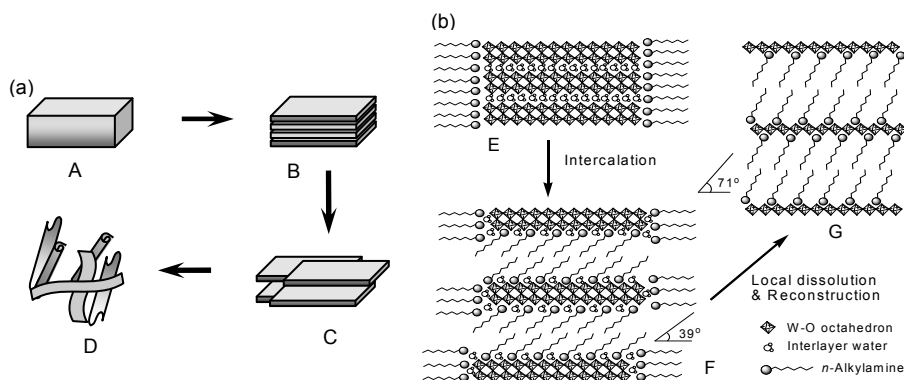 (a)
A
B
C
D
(b)
E
Intercalation
F
39°
71°
G
Local dissolution
& Reconstruction
W-O octahedron
Interlayer water
n-Alkylamine